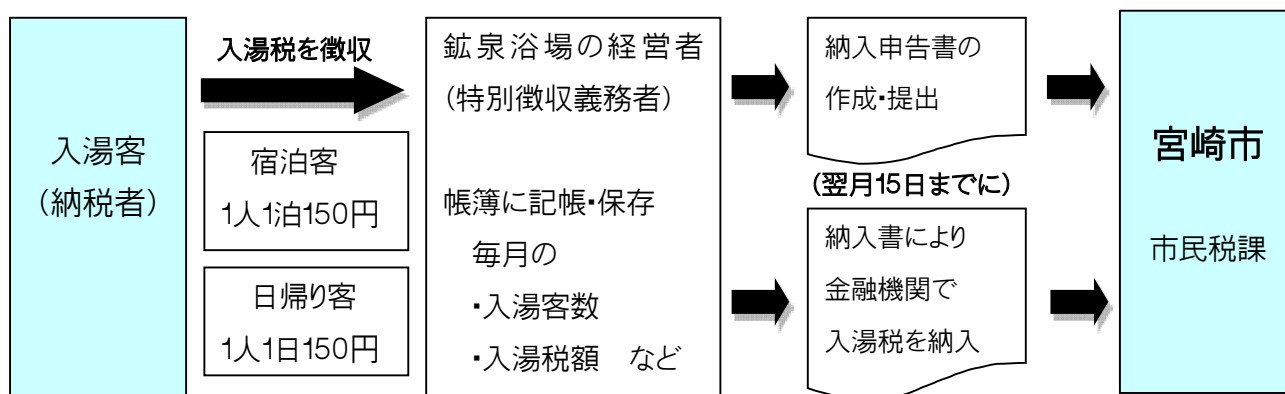 入湯客
(納税者)
入湯税を徴収
宿泊客
1人1泊150円
日帰り客
1人1日150円
鉱泉浴場の経営者
(特別徴収義務者)
帳簿に記帳・保存
毎月の
・入湯客数
・入湯税額　など
納入申告書の
作成・提出
(翌月15日までに)
納入書により
金融機関で
入湯税を納入
宮崎市
市民税課